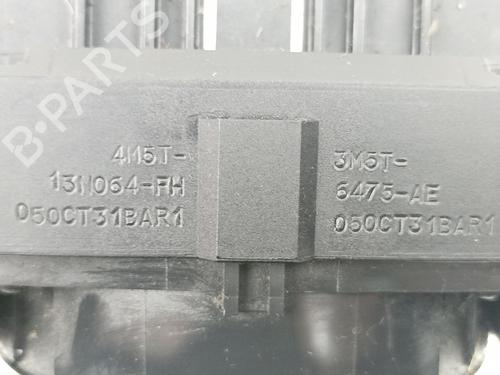 4M5T-
13N064-FH
050CT31BAR1
3M5T-
6475-AE
050CT31BAR1
B-PARTS